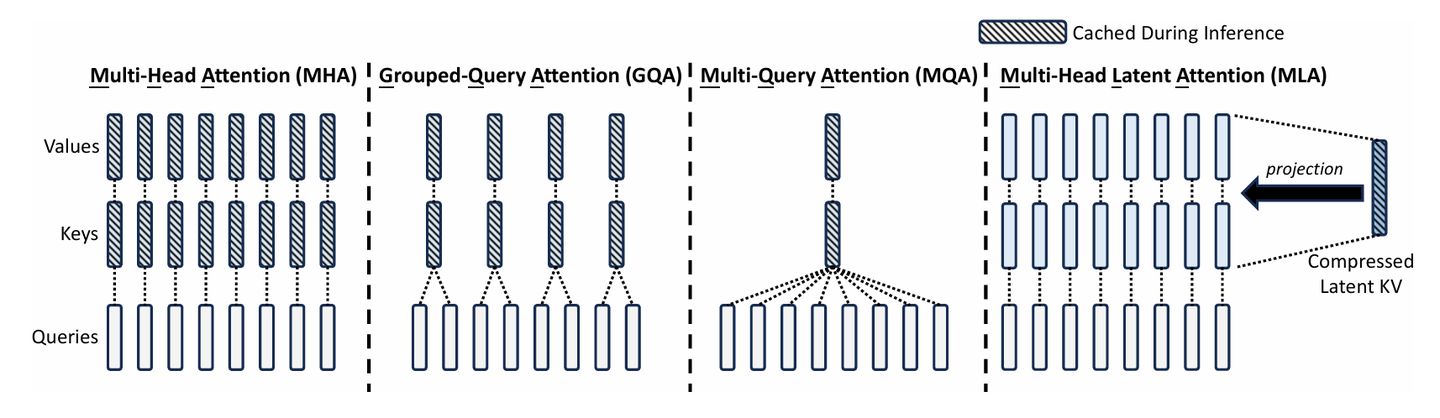 Cached During Inference
Multi-Head Attention (MHA)
Grouped-Query Attention (GQA)
Multi-Query Attention (MQA)
Multi-Head Latent Attention (MLA)
Values
Keys
Queries
projection
Compressed
Latent KV